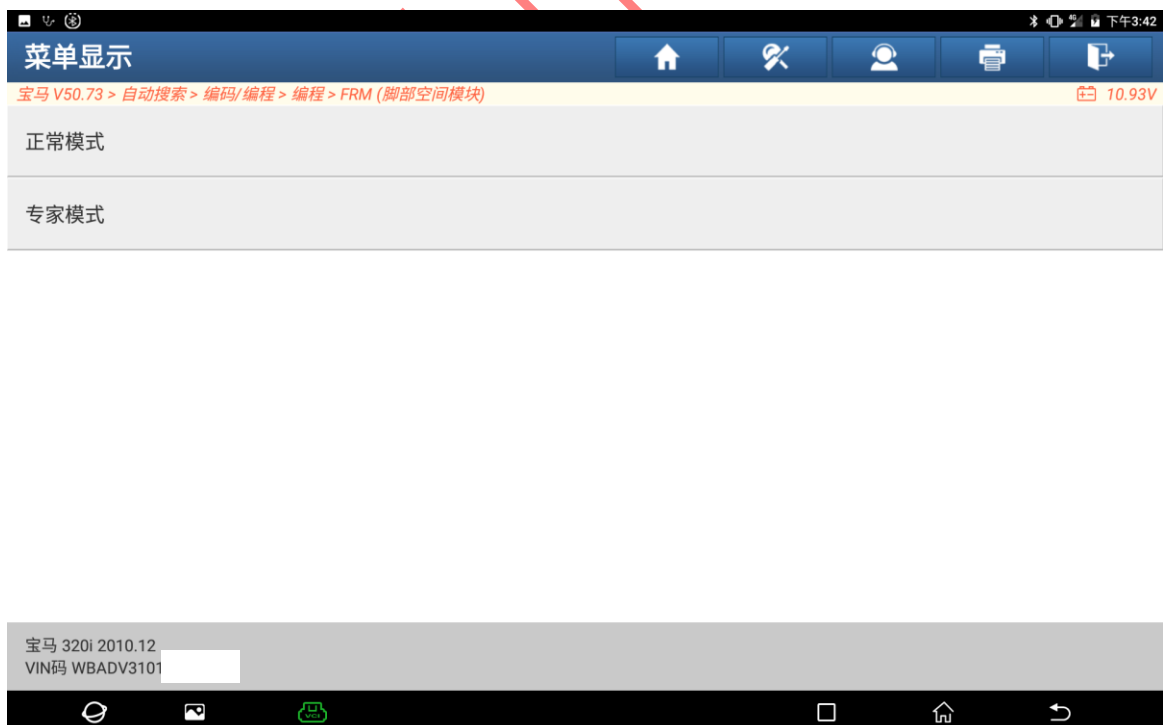 下午3:42
菜单显示
宝马 V50.73 > 自动搜索 > 编码/编程 > 编程 > FRM (脚部空间模块)
10.93V
正常模式
专家模式
宝马 320i 2010.12
VIN码 WBADV3101
VCI